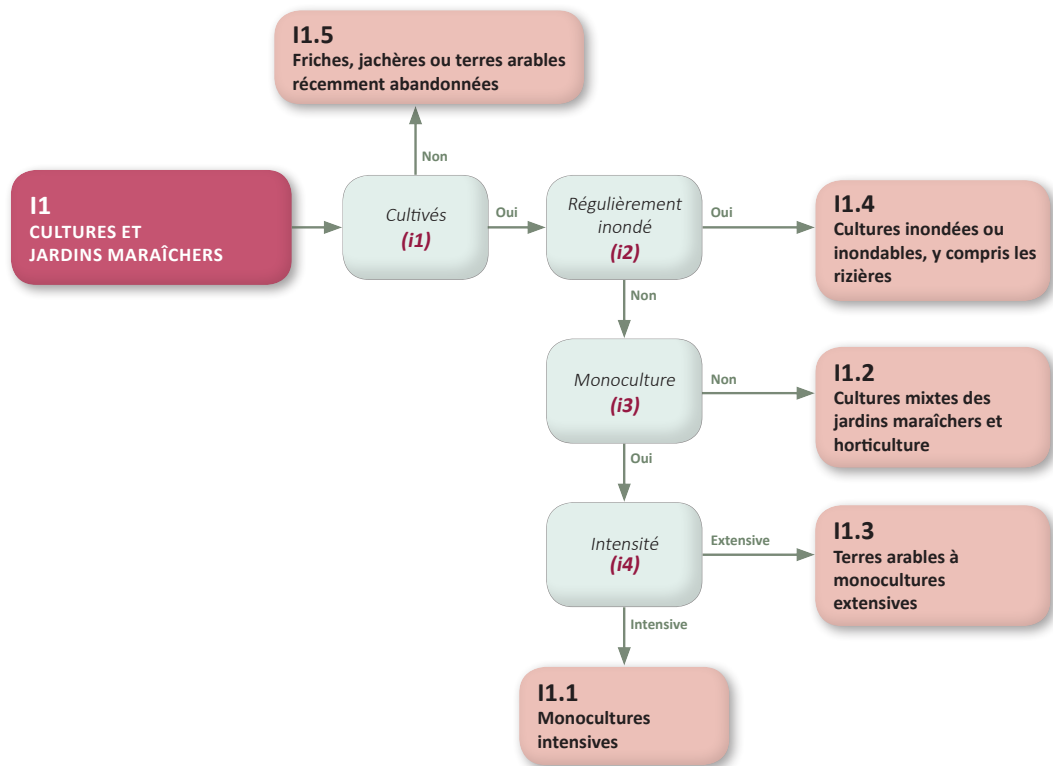 I1.5
Friches, jachères ou terres arables
récemment abandonnées
Non
I1
CULTURES ET
JARDINS MARAÎCHERS
Cultivés
(i1)
Oui
Régulièrement
inondé
(i2)
Oui
I1.4
Cultures inondées ou
inondables, y compris les
rizières
Non
Monoculture
(i3)
Non
I1.2
Cultures mixtes des
jardins maraîchers et
horticulture
Oui
Intensité
(i4)
Extensive
I1.3
Terres arables à
monocultures
extensives
Intensive
I1.1
Monocultures
intensives